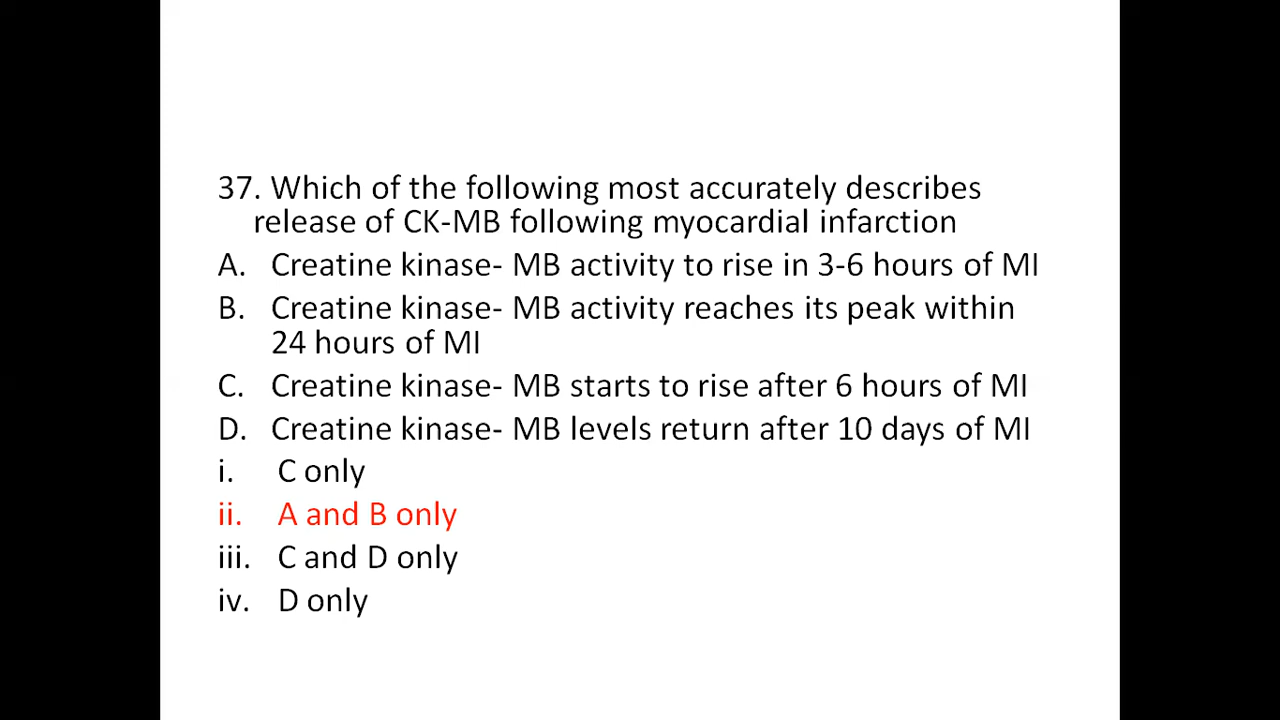 37. Which of the following most accurately describes
release of CK-MB following myocardial infarction
A. Creatine kinase- MB activity to rise in 3-6 hours of MI
B. Creatine kinase- MB activity reaches its peak within
24 hours of MI
C. Creatine kinase- MB starts to rise after 6 hours of MI
D. Creatine kinase- MB levels return after 10 days of MI
i. C only
ii. A and B only
iii. C and D only
iv. D only